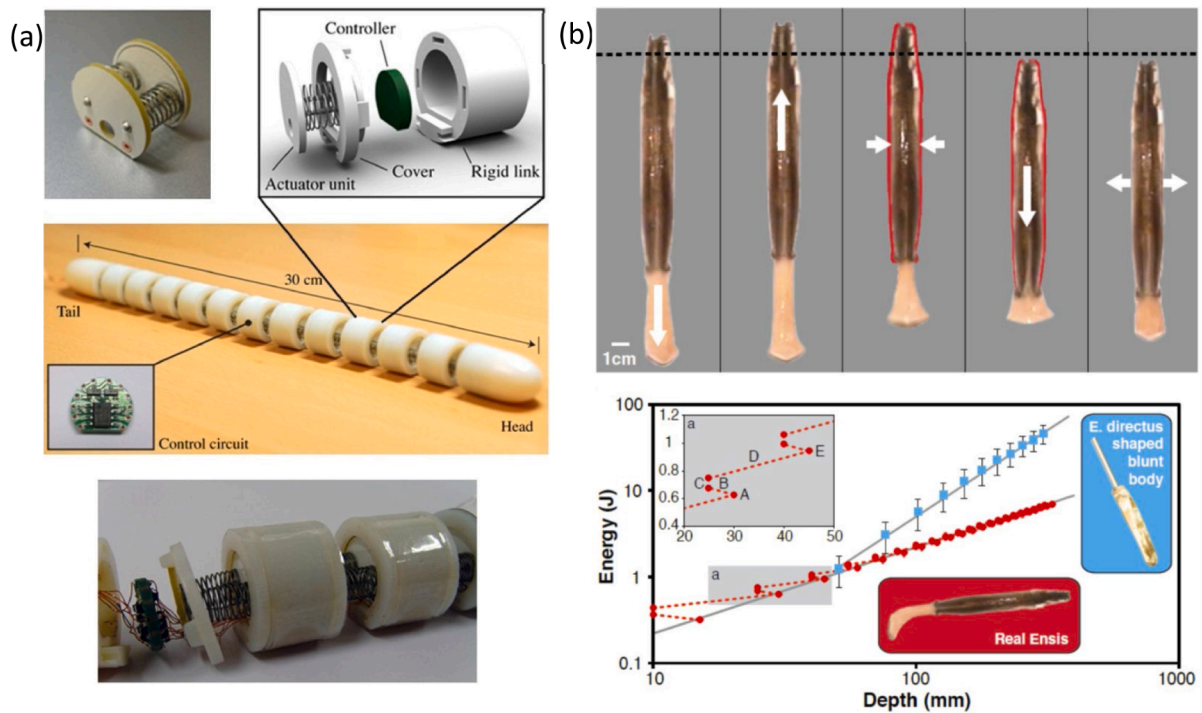 (a)
Controller
Actuator unit
Cover
Rigid link
30 cm
Tail
Head
Control circuit
(b)
1cm
100
10
1
0.1
Energy (J)
10
100
1000
Depth (mm)
a
1.2
1
0.8
0.6
0.4
20
30
40
50
A
B
C
D
E
a
E. directus
shaped
blunt
body
Real Ensis